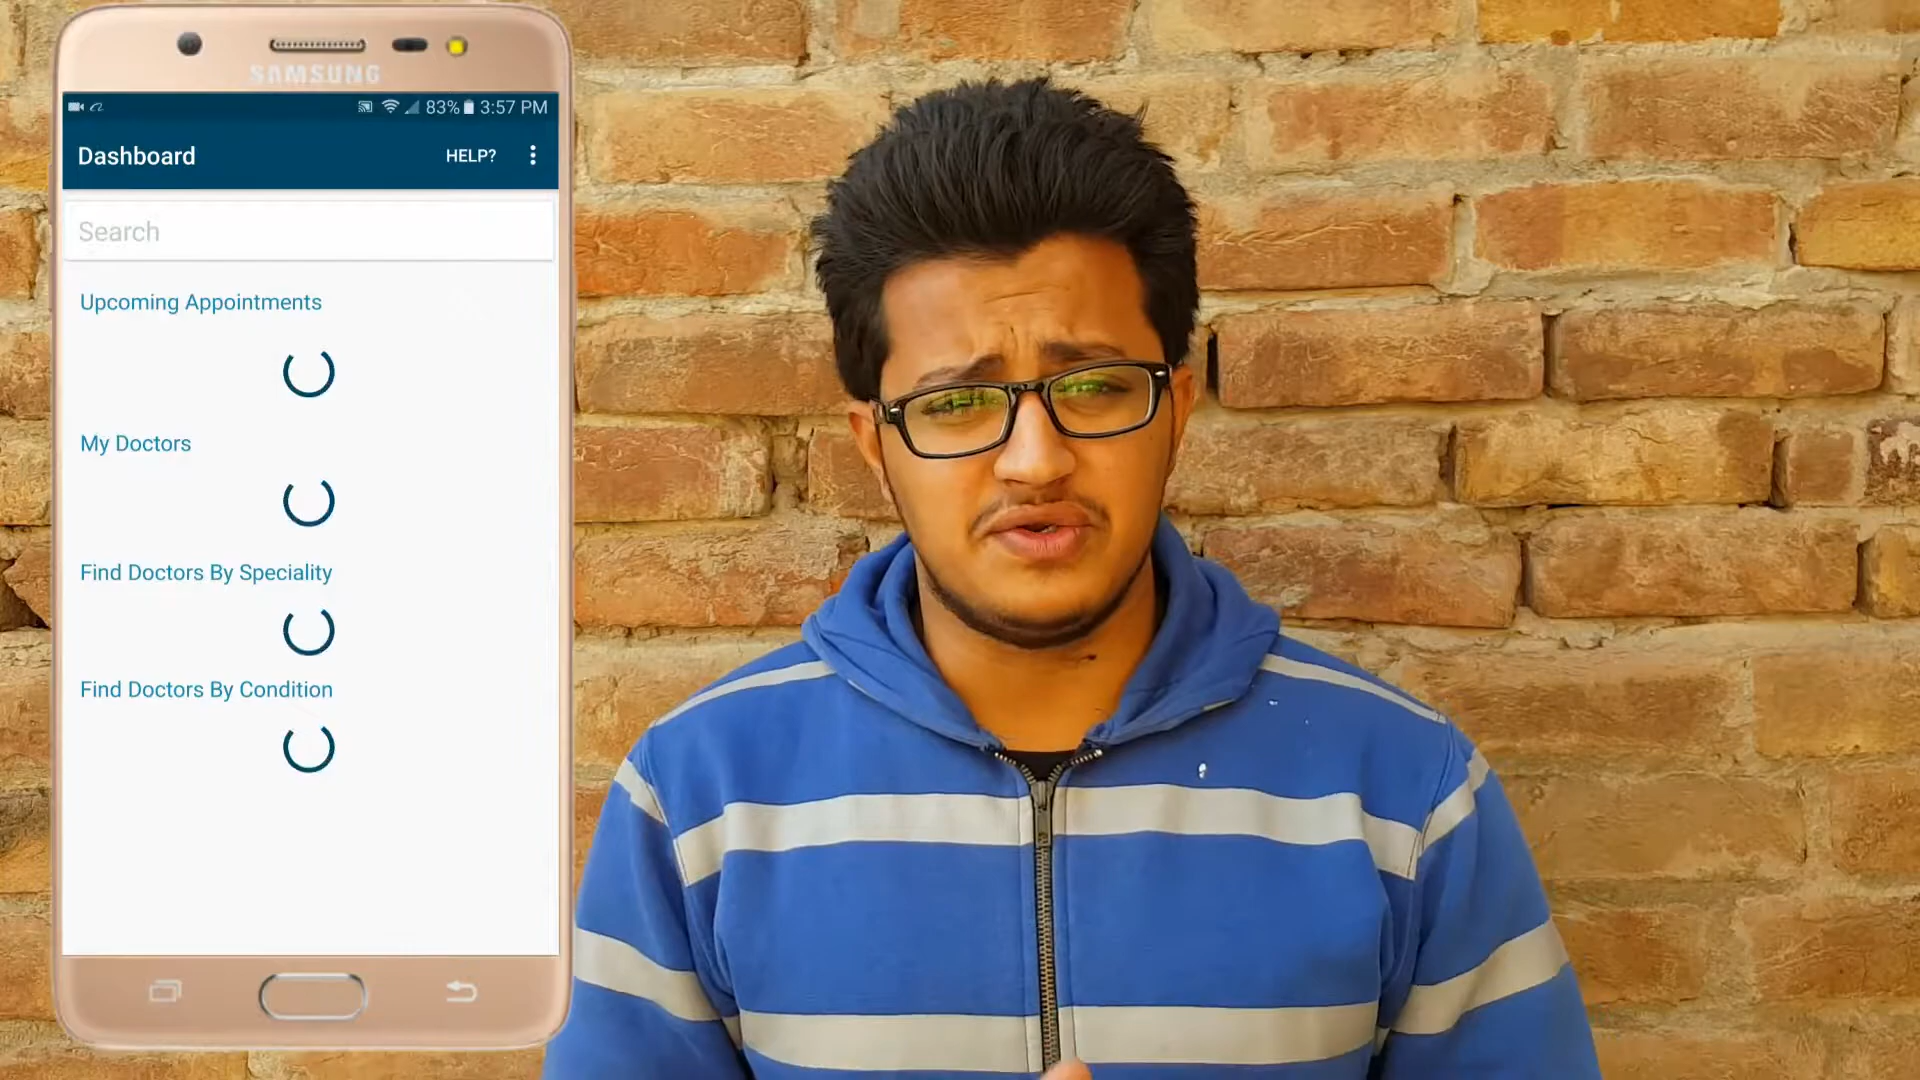 SAMSUNG
83% 3:57 PM
Dashboard HELP?
Search
Upcoming Appointments
My Doctors
Find Doctors By Speciality
Find Doctors By Condition